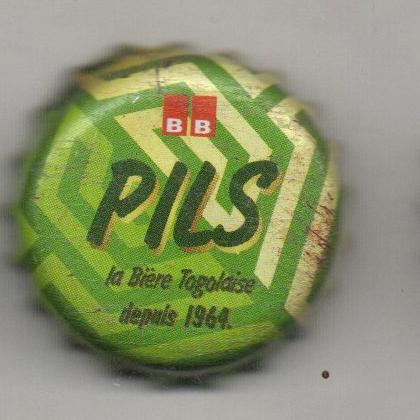 BB
PILS
la Bière Togolaise
depuis 1964.